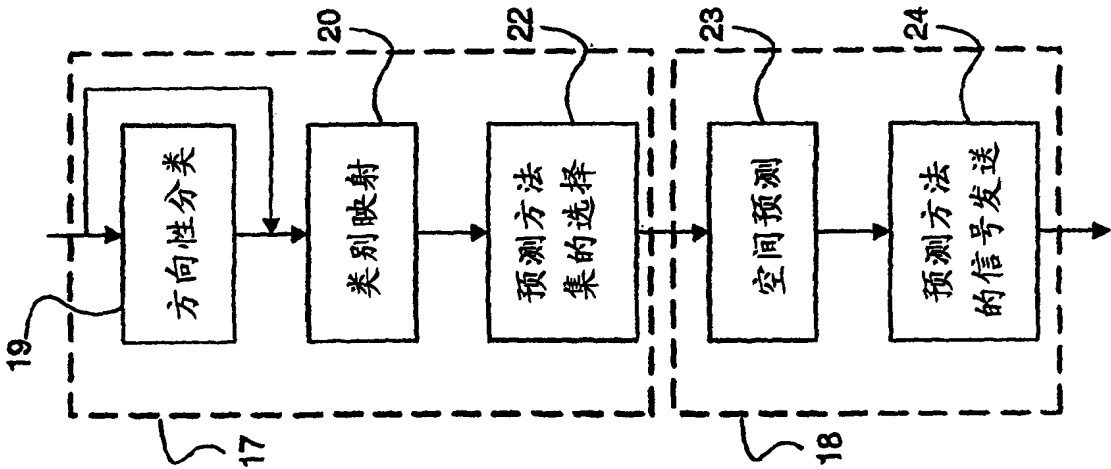 19
方向性分类
20
类别映射
22
预测方法
集的选择
17
23
空间预测
24
预测方法
的信号发送
18